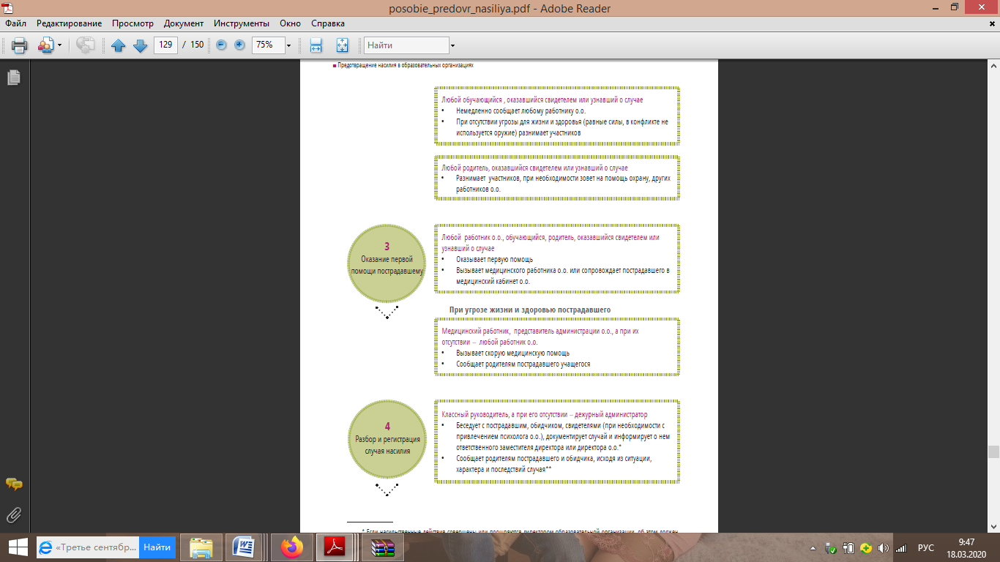 posobie_predovr_nasiliya.pdf - Adobe Reader
Файл Редактирование Просмотр Документ Инструменты Окно Справка
129 / 150 75% Найти
Предотвращение насилия в образовательных организациях
Любой обучающийся , оказавшийся свидетелем или узнавший о случае
• Немедленно сообщает любому работнику о.о.
• При отсутствии угрозы для жизни и здоровья (равные силы, в конфликте не
используется оружие) разнимает участников
Любой родитель, оказавшийся свидетелем или узнавший о случае
• Разнимает участников, при необходимости зовет на помощь охрану, других
работников о.о.
3
Оказание первой
помощи пострадавшему
Любой работник о.о., обучающийся, родитель, оказавшийся свидетелем или
узнавший о случае
• Оказывает первую помощь
• Вызывает медицинского работника о.о. или сопровождает пострадавшего в
медицинский кабинет о.о.
При угрозе жизни и здоровью пострадавшего
Медицинский работник, представитель администрации о.о., а при их
отсутствии – любой работник о.о.
• Вызывает скорую медицинскую помощь
• Сообщает родителям пострадавшего учащегося
4
Разбор и регистрация
случая насилия
Классный руководитель, а при его отсутствии – дежурный администратор
• Беседует с пострадавшим, обидчиком, свидетелями (при необходимости с
привлечением психолога о.о.), документирует случай и информирует о нем
ответственного заместителя директора или директора о.о.*
• Сообщает родителям пострадавшего и обидчика, исходя из ситуации,
характера и последствий случая**
* Если насильственные действия совершены или поощряются директором образовательной организации, об этом должен
«Третье сентябр... Найти
РУС
9:47
18.03.2020